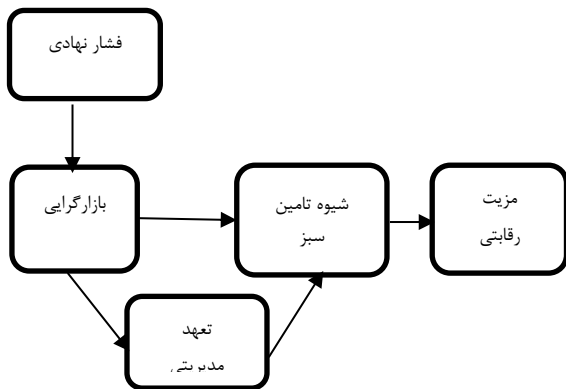 فشار نهادی
بازارگرایی
شیوه تامین
سبز
مزیت
رقابتی
تعهد
مدیریتی